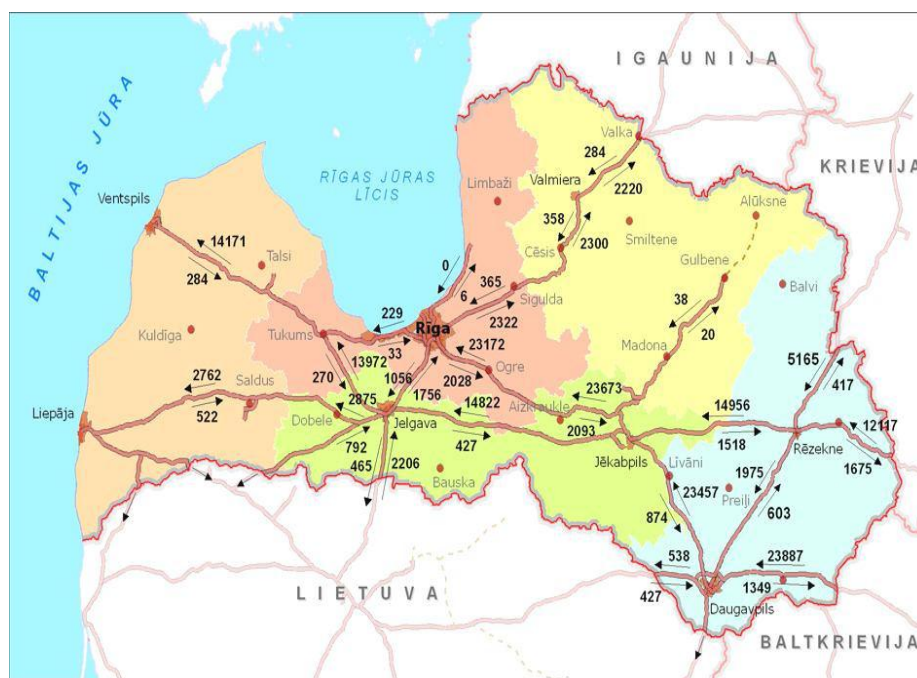 IGAUNIJA
BALTIJAS JŪRA
Valka
284
KRIEVIJA
RĪGAS JŪRAS
LĪCIS
Limbaži
Valmiera
2220
Ventspils
358
Alūksne
Smiltene
14171
0
Cēsis
2300
Talsi
365
Gulbene
284
6
Sigulda
Balvi
229
38
Kuldīga
Tukums
Rīga
2322
20
33
23172
Madona
13972
Ogre
5165
2762
270
1056
2028
417
Saldus
1756
23673
2875
14822
Aizkraukle
14956
Liepāja
522
Dobele
Jelgava
2093
12117
427
1518
792
Jēkabpils
Rēzekne
465
2206
Līvāni
1975
1675
Bauska
Preiļi
23457
603
874
538
23887
LIETUVA
427
1349
Daugavpils
BALTKRIEVIJA